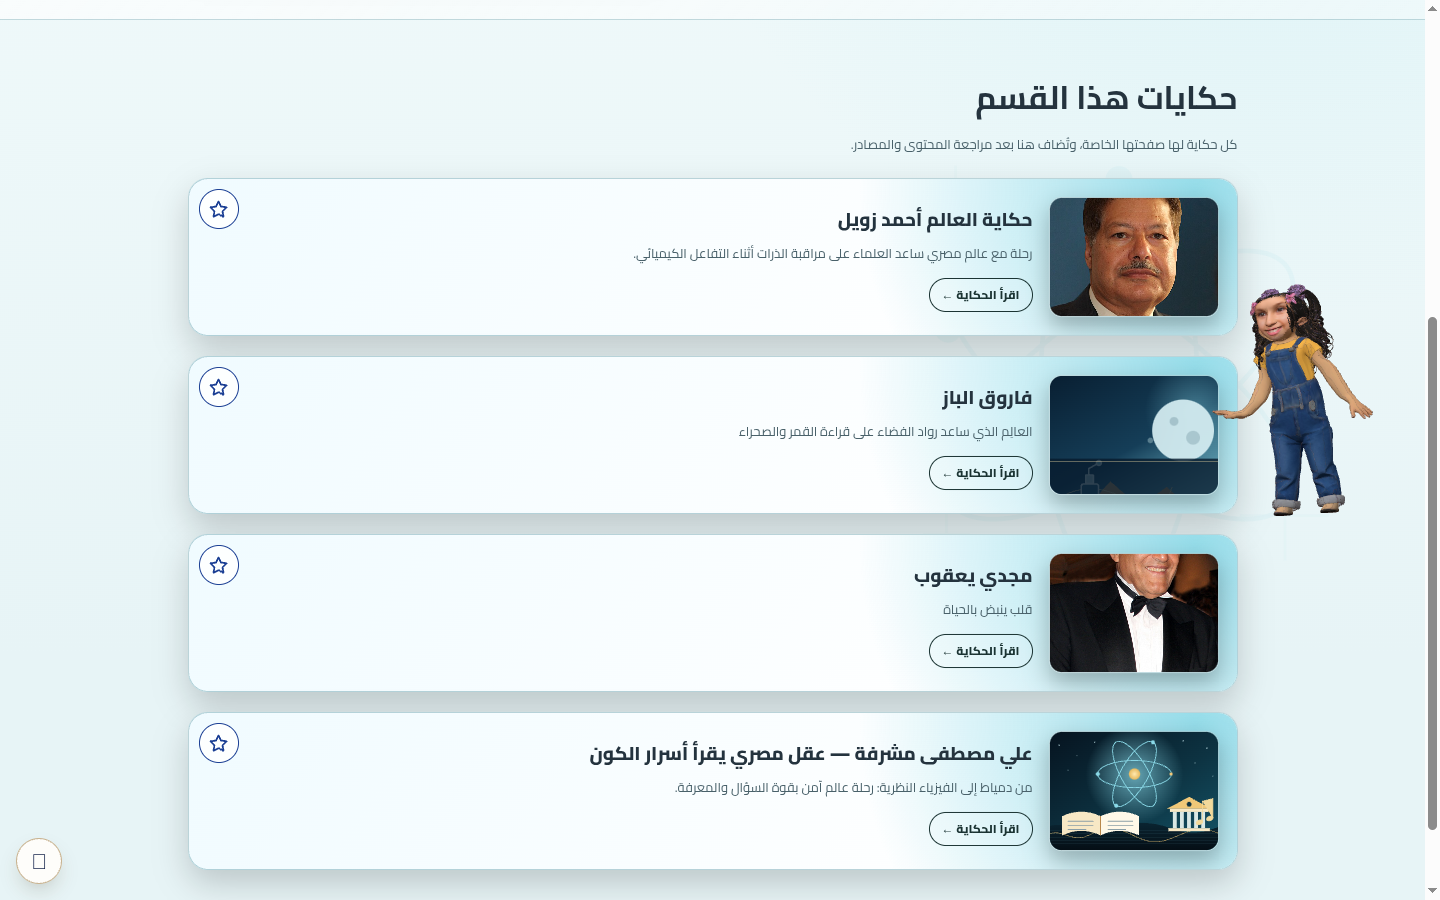 حكايات هذا القسم
كل حكاية لها صفحتها الخاصة، وتُضاف هنا بعد مراجعة المحتوى والمصادر.
حكاية العالم أحمد زويل
رحلة مع عالم مصري ساعد العلماء على مراقبة الذرات أثناء التفاعل الكيميائي.
اقرأ الحكاية ←
فاروق الباز
العالِم الذي ساعد رواد الفضاء على قراءة القمر والصحراء
اقرأ الحكاية ←
مجدي يعقوب
قلب ينبض بالحياة
اقرأ الحكاية ←
علي مصطفى مشرفة — عقل مصري يقرأ أسرار الكون
من دمياط إلى الفيزياء النظرية: رحلة عالم آمن بقوة السؤال والمعرفة.
اقرأ الحكاية ←